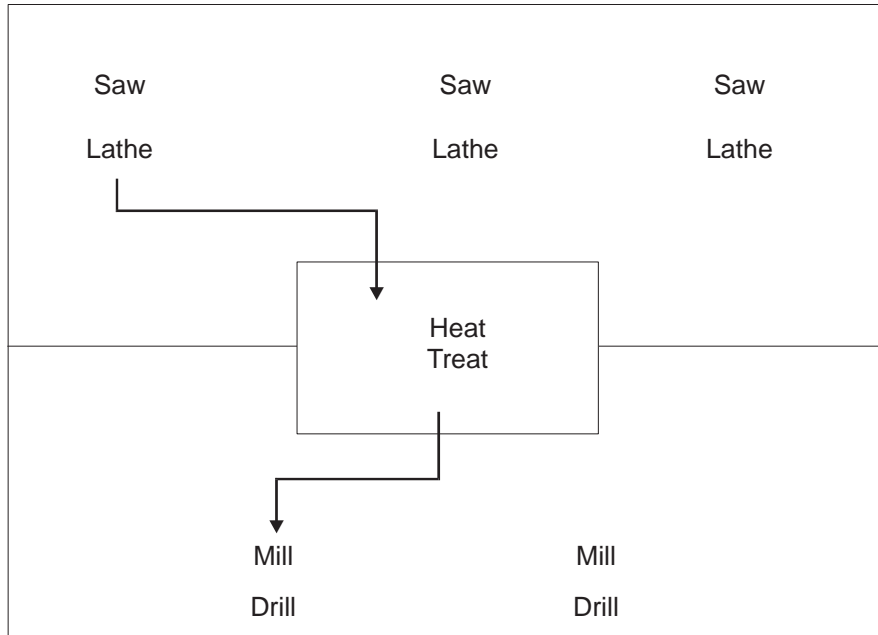 Saw Saw Saw
Lathe Lathe Lathe
Heat
Treat
Mill Mill
Drill Drill